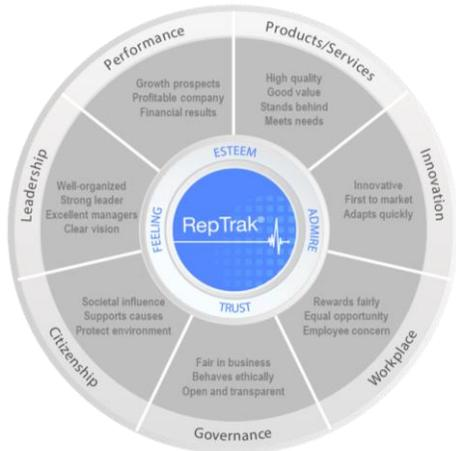 Performance
Growth prospects
Profitable company
Financial results
Products/Services
High quality
Good value
Stands behind
Meets needs
Innovation
Innovative
First to market
Adapts quickly
Workplace
Rewards fairly
Equal opportunity
Employee concern
Governance
Fair in business
Behaves ethically
Open and transparent
Citizenship
Societal influence
Supports causes
Protect environment
Leadership
Well-organized
Strong leader
Excellent managers
Clear vision
ESTEEM
ADMIRE
TRUST
FEELING
RepTrak®